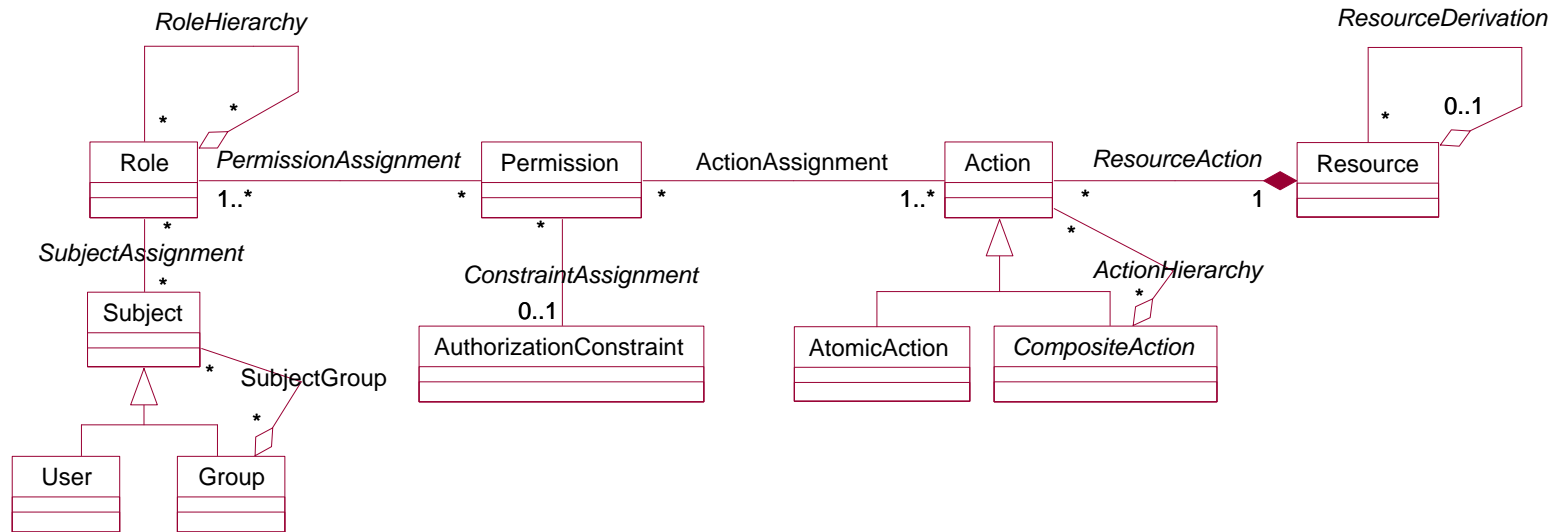 RoleHierarchy
ResourceDerivation
* *
* 0..1
Role
PermissionAssignment
Permission
ActionAssignment
Action
ResourceAction
Resource
1..* *
* 1..*
* 1
*
SubjectAssignment
*
*
ConstraintAssignment
0..1
*
ActionHierarchy
*
Subject
AuthorizationConstraint
AtomicAction
CompositeAction
*
SubjectGroup
*
User
Group